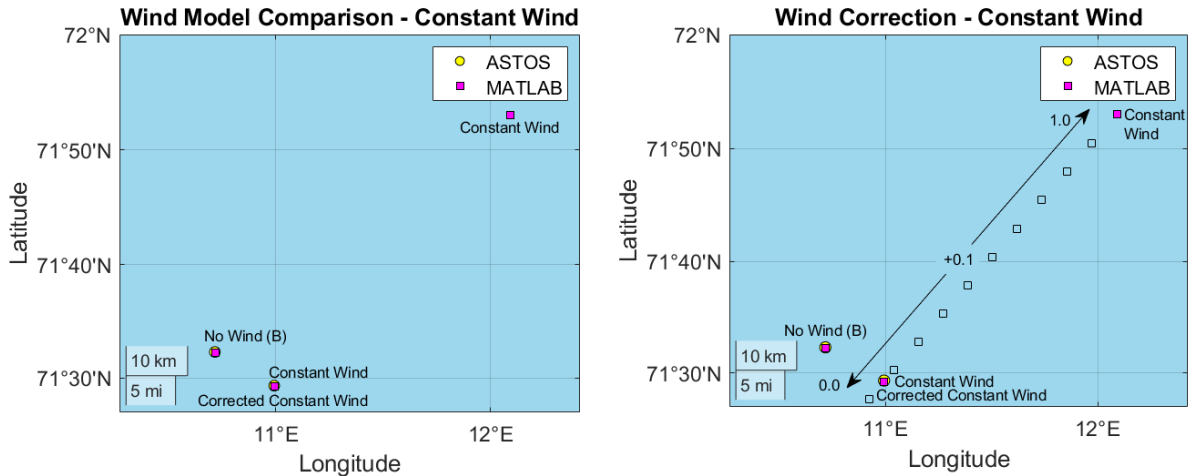 Wind Model Comparison - Constant Wind
72°N
71°50'N
71°40'N
71°30'N
Latitude
ASTOS
MATLAB
Constant Wind
No Wind (B)
Constant Wind
Corrected Constant Wind
10 km
5 mi
11°E
12°E
Longitude
Wind Correction - Constant Wind
72°N
71°50'N
71°40'N
71°30'N
Latitude
ASTOS
MATLAB
1.0
Constant
Wind
+0.1
No Wind (B)
0.0
Constant Wind
Corrected Constant Wind
10 km
5 mi
11°E
12°E
Longitude